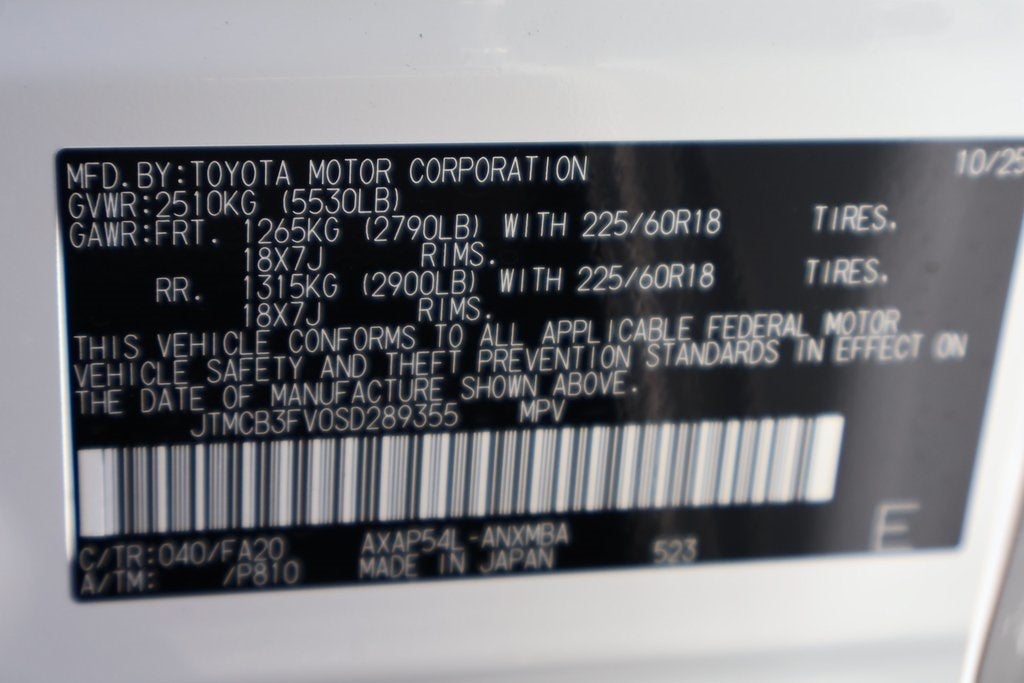 MFD. BY: TOYOTA MOTOR CORPORATION 10/25
GVWR: 2510KG (5530LB)
GAWR: FRT. 1265KG (2790LB) WITH 225/60R18 TIRES.
18X7J RIMS.
RR. 1315KG (2900LB) WITH 225/60R18 TIRES.
18X7J RIMS.
THIS VEHICLE CONFORMS TO ALL APPLICABLE FEDERAL MOTOR
VEHICLE SAFETY AND THEFT PREVENTION STANDARDS IN EFFECT ON
THE DATE OF MANUFACTURE SHOWN ABOVE.
JTMCB3FV0SD289355 MPV
C/TR: 040/FA20 AXAP54L-ANXMBA
A/TM: /P810 MADE IN JAPAN 523 E